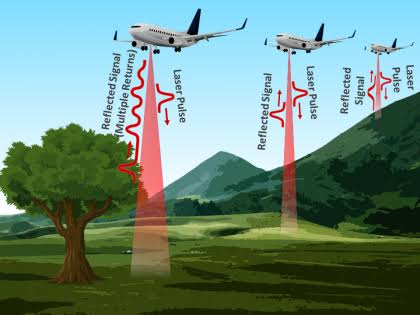 Reflected Signal
(Multiple Returns)
Laser Pulse
Reflected Signal
Laser Pulse
Reflected
Signal
Laser
Pulse